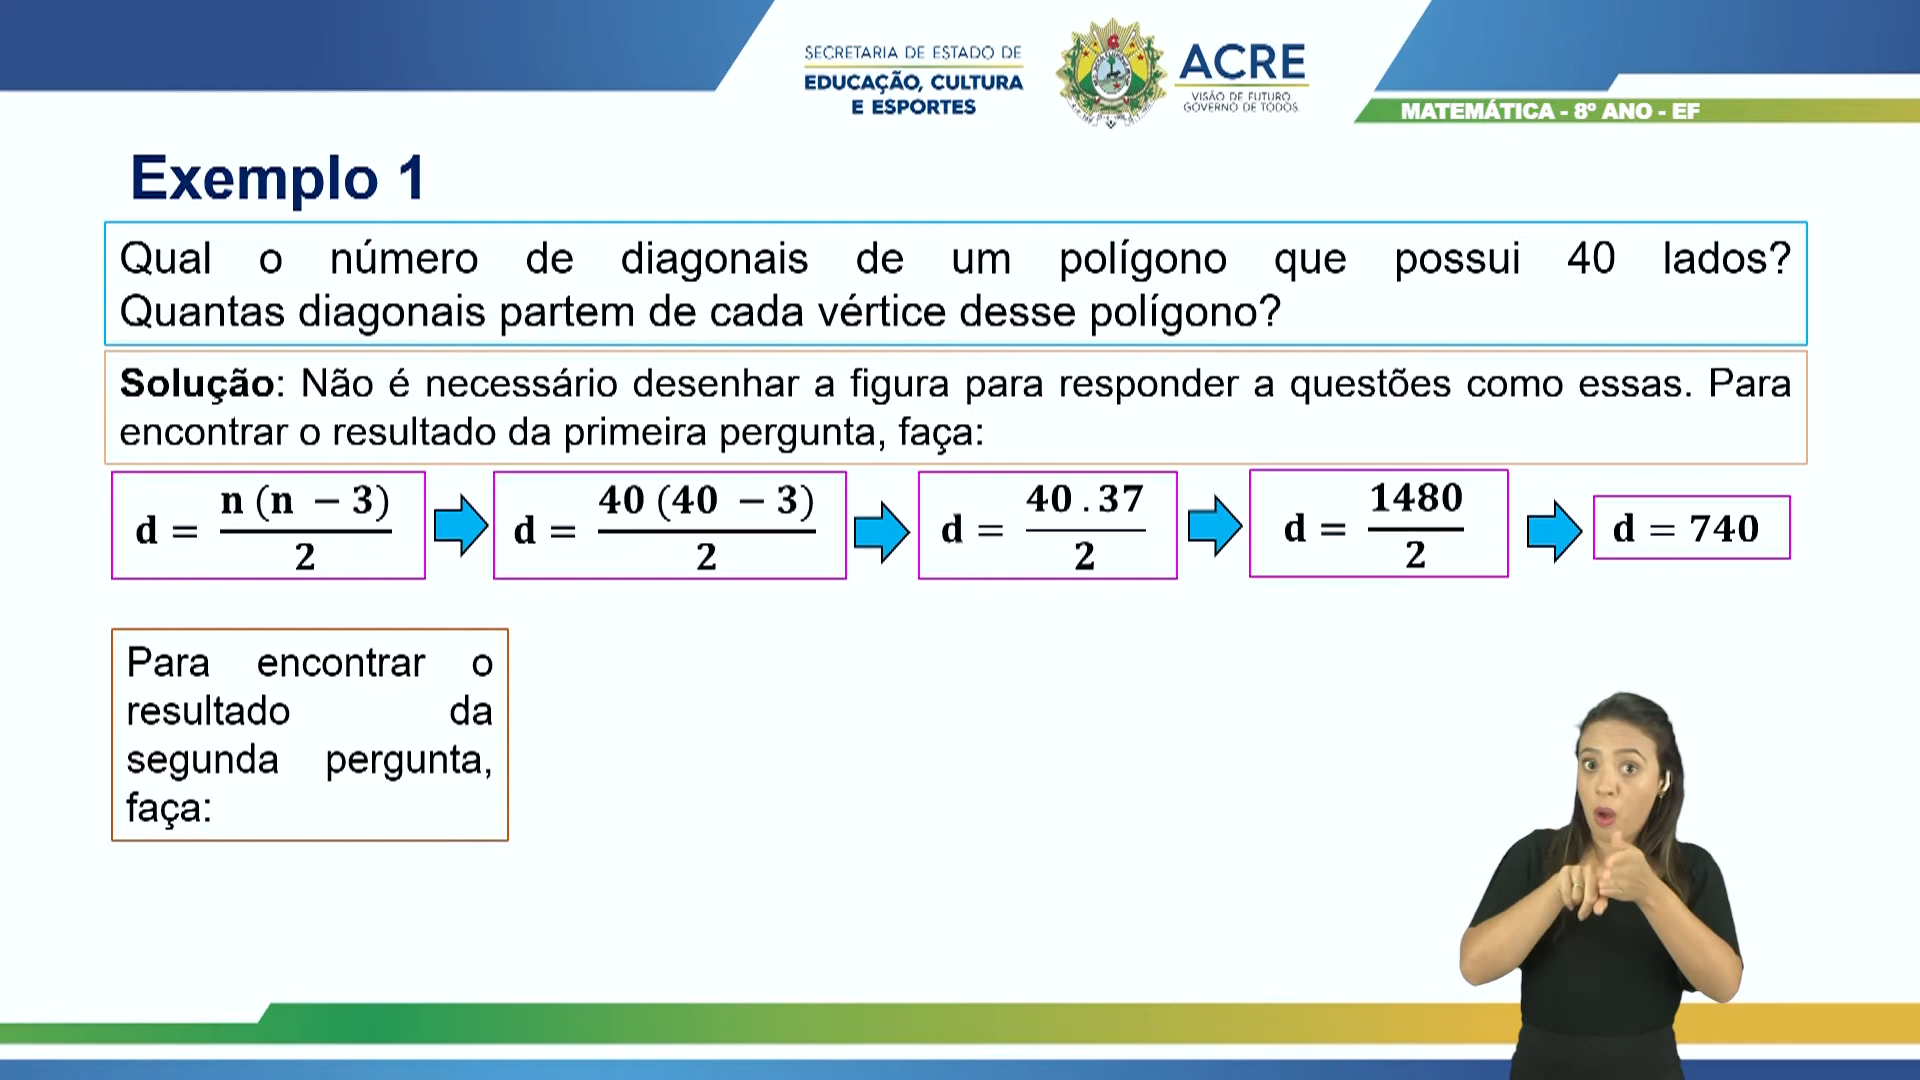 SECRETARIA DE ESTADO DE
EDUCAÇÃO, CULTURA
E ESPORTES
ACRE
VISÃO DE FUTURO
GOVERNO DE TODOS
MATEMÁTICA - 8º ANO - EF
Exemplo 1
Qual o número de diagonais de um polígono que possui 40 lados?
Quantas diagonais partem de cada vértice desse polígono?
Solução: Não é necessário desenhar a figura para responder a questões como essas. Para
encontrar o resultado da primeira pergunta, faça:
d = n (n − 3) / 2
d = 40 (40 − 3) / 2
d = 40 . 37 / 2
d = 1480 / 2
d = 740
Para encontrar o
resultado da
segunda pergunta,
faça: